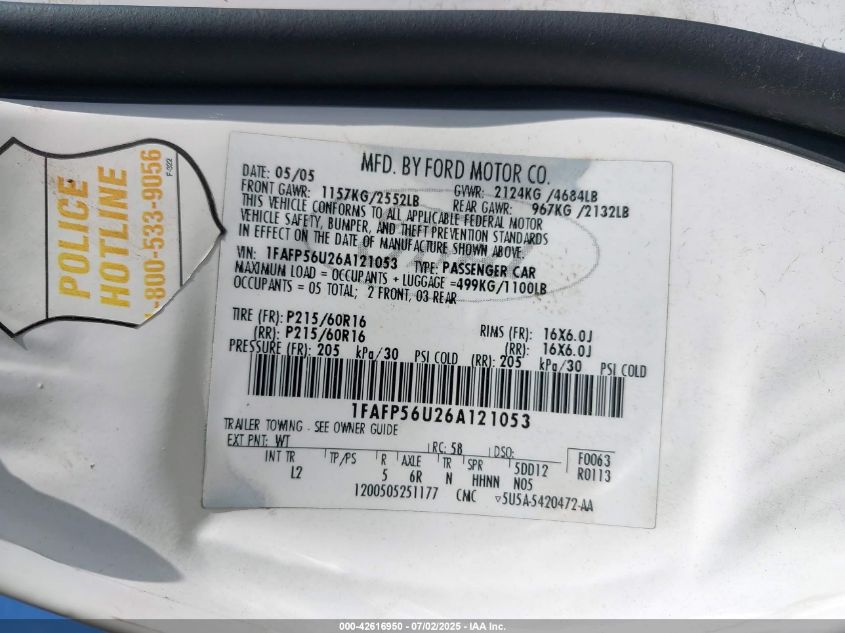 POLICE
HOTLINE
1-800-533-9056
F-322
MFD. BY FORD MOTOR CO.
DATE: 05/05
GVWR: 2124KG /4684LB
FRONT GAWR: 1157KG/2552LB
REAR GAWR: 967KG /2132LB
THIS VEHICLE CONFORMS TO ALL APPLICABLE FEDERAL MOTOR
VEHICLE SAFETY, BUMPER, AND THEFT PREVENTION STANDARDS
IN EFFECT ON THE DATE OF MANUFACTURE SHOWN ABOVE.
VIN: 1FAFP56U26A121053 TYPE: PASSENGER CAR
MAXIMUM LOAD = OCCUPANTS + LUGGAGE =499KG/1100LB
OCCUPANTS = 05 TOTAL; 2 FRONT, 03 REAR
TIRE (FR): P215/60R16 RIMS (FR): 16X6.0J
(RR): P215/60R16 (RR): 16X6.0J
PRESSURE (FR): 205 kPa/30 PSI COLD (RR): 205 kPa/30 PSI COLD
1FAFP56U26A121053
TRAILER TOWING - SEE OWNER GUIDE
EXT PNT: WT RC: 58 DSO: F0063
INT TR TP/PS R AXLE TR SPR 5DD12 R0113
L2 5 6R N HHNN N05
1200505251177 CMC ▽5U5A-5420472-AA
000-42616950 - 07/02/2025 - IAA Inc.